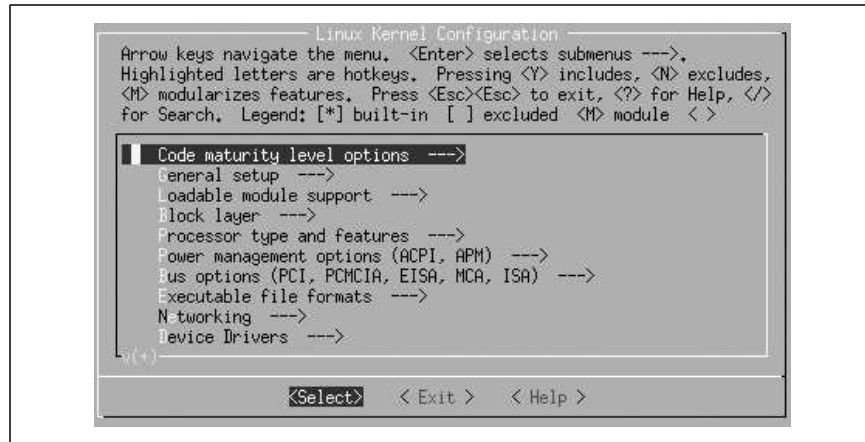 Linux Kernel Configuration
Arrow keys navigate the menu. <Enter> selects submenus --->.
Highlighted letters are hotkeys. Pressing <Y> includes, <N> excludes,
<M> modularizes features. Press <Esc><Esc> to exit, <?> for Help, </>
for Search. Legend: [*] built-in [ ] excluded <M> module < >
Code maturity level options --->
General setup --->
Loadable module support --->
Block layer --->
Processor type and features --->
Power management options (ACPI, APM) --->
Bus options (PCI, PCMCIA, EISA, MCA, ISA) --->
Executable file formats --->
Networking --->
Device Drivers --->
v(+)
<Select> < Exit > < Help >